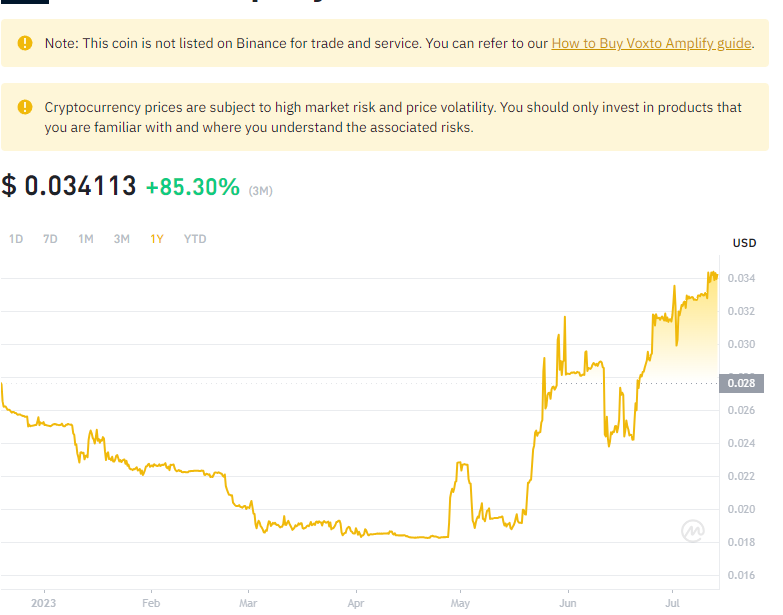 Note: This coin is not listed on Binance for trade and service. You can refer to our How to Buy Voxto Amplify guide.
Cryptocurrency prices are subject to high market risk and price volatility. You should only invest in products that
you are familiar with and where you understand the associated risks.
$ 0.034113 +85.30% (3M)
1D 7D 1M 3M 1Y YTD
USD
0.034
0.032
0.030
0.028
0.026
0.024
0.022
0.020
0.018
0.016
2023 Feb Mar Apr May Jun Jul